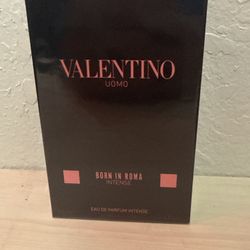 VALENTINO
UOMO
BORN IN ROMA
INTENSE
EAU DE PARFUM INTENSE